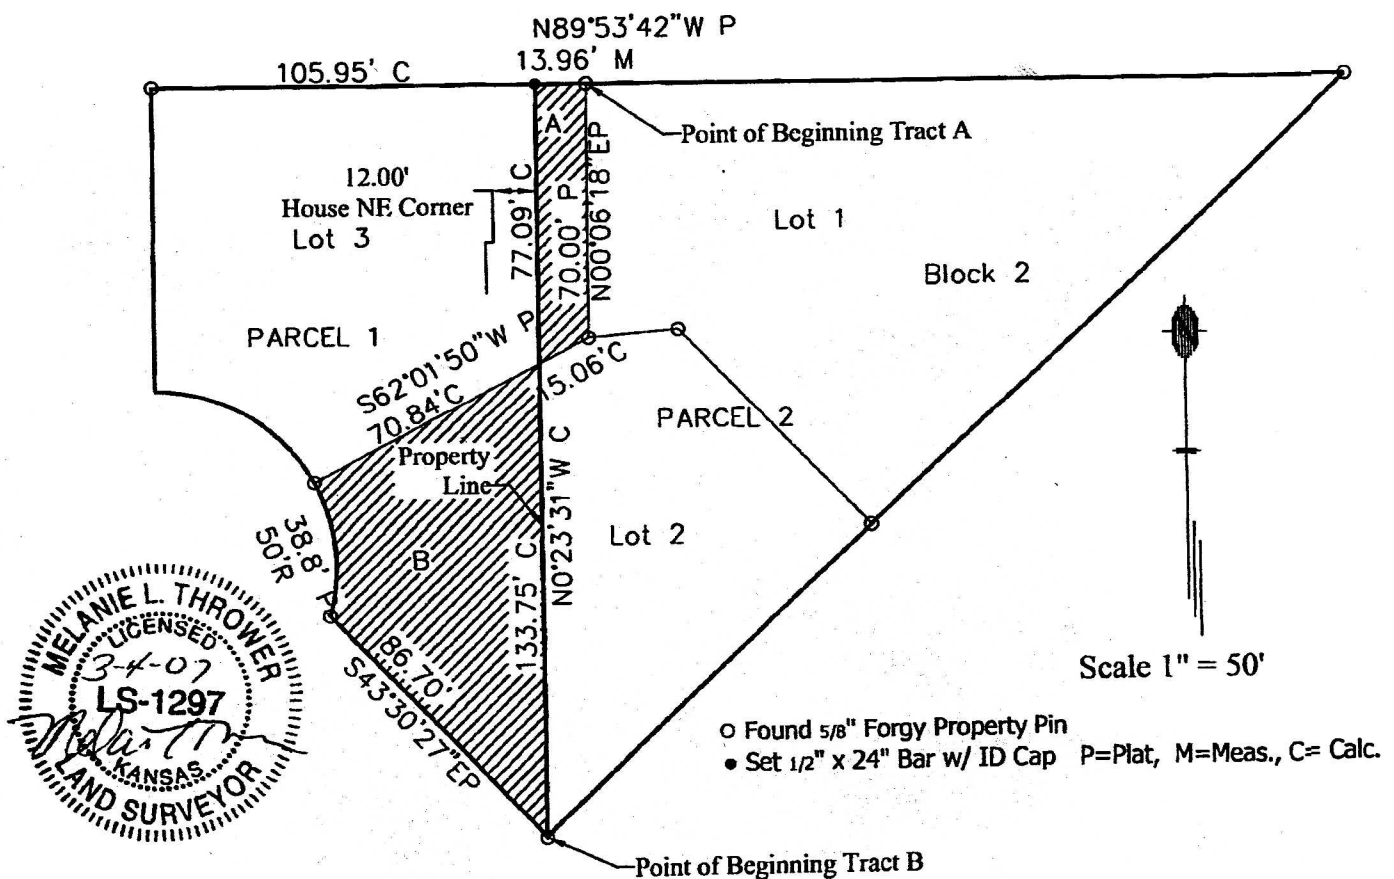 N89°53'42"W P
105.95' C
13.96' M
A
Point of Beginning Tract A
12.00'
House NE Corner
Lot 3
77.09' C
70.00' P
N00°06'18"EP
Lot 1
Block 2
PARCEL 1
S62°01'50"W P
70.84'C
15.06'C
PARCEL 2
Property
Line
N0°23'31"W C
133.75' C
Lot 2
B
38.8' P
50'R
86.70'
S43°30'27"EP
MELANIE L. THROWER
LICENSED
3-4-07
LS-1297
KANSAS
LAND SURVEYOR
Scale 1" = 50'
○ Found 5/8" Forgy Property Pin
● Set 1/2" x 24" Bar w/ ID Cap P=Plat, M=Meas., C= Calc.
Point of Beginning Tract B